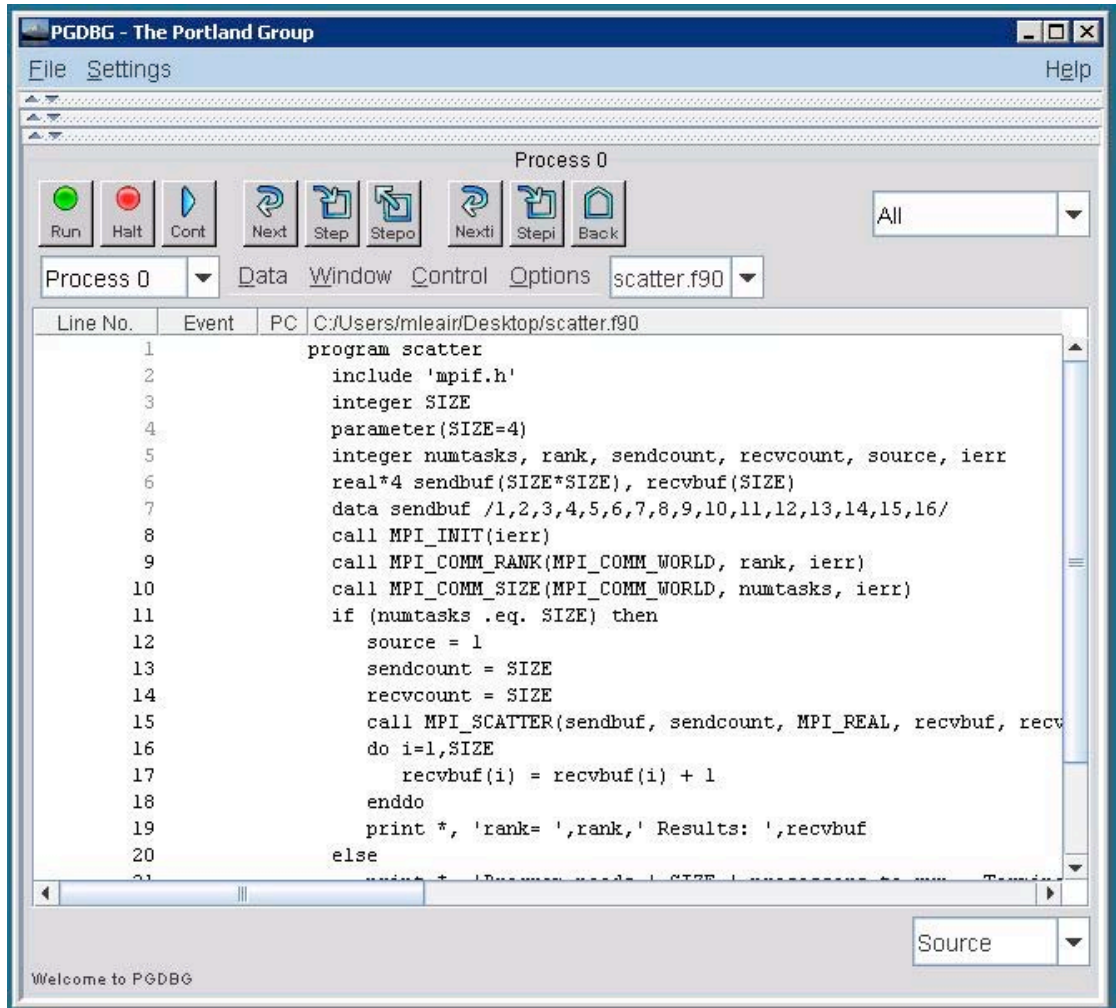 PGDBG - The Portland Group
File Settings Help
Process 0
Run Halt Cont Next Step Stepo Nexti Stepi Back All
Process 0 Data Window Control Options scatter.f90
Line No. Event PC C:/Users/mleair/Desktop/scatter.f90
1 program scatter
2 include 'mpif.h'
3 integer SIZE
4 parameter(SIZE=4)
5 integer numtasks, rank, sendcount, recvcount, source, ierr
6 real*4 sendbuf(SIZE*SIZE), recvbuf(SIZE)
7 data sendbuf /1,2,3,4,5,6,7,8,9,10,11,12,13,14,15,16/
8 call MPI_INIT(ierr)
9 call MPI_COMM_RANK(MPI_COMM_WORLD, rank, ierr)
10 call MPI_COMM_SIZE(MPI_COMM_WORLD, numtasks, ierr)
11 if (numtasks .eq. SIZE) then
12 source = 1
13 sendcount = SIZE
14 recvcount = SIZE
15 call MPI_SCATTER(sendbuf, sendcount, MPI_REAL, recvbuf, recv
16 do i=1,SIZE
17 recvbuf(i) = recvbuf(i) + 1
18 enddo
19 print *, 'rank= ',rank,' Results: ',recvbuf
20 else
Source
Welcome to PGDBG